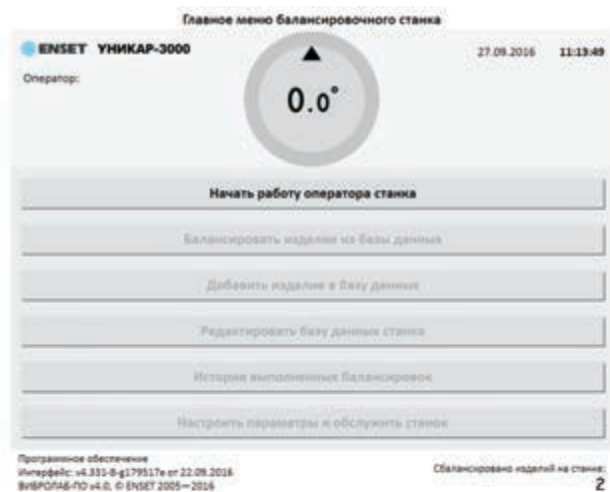 Главное меню балансировочного станка
ENSET УНИКАР-3000
27.09.2016 11:13:49
Оператор:
0.0°
Начать работу оператора станка
Балансировать изделие из базы данных
Добавить изделие в базу данных
Редактировать базу данных станка
История выполненных балансировок
Настроить параметры и обслужить станок
Программное обеспечение
Интерфейс: v4.331-8-g179517e от 22.09.2016
ВИБРОЛАБ-ПО v4.0, © ENSET 2005—2016
Сбалансировано изделий на станке:
2